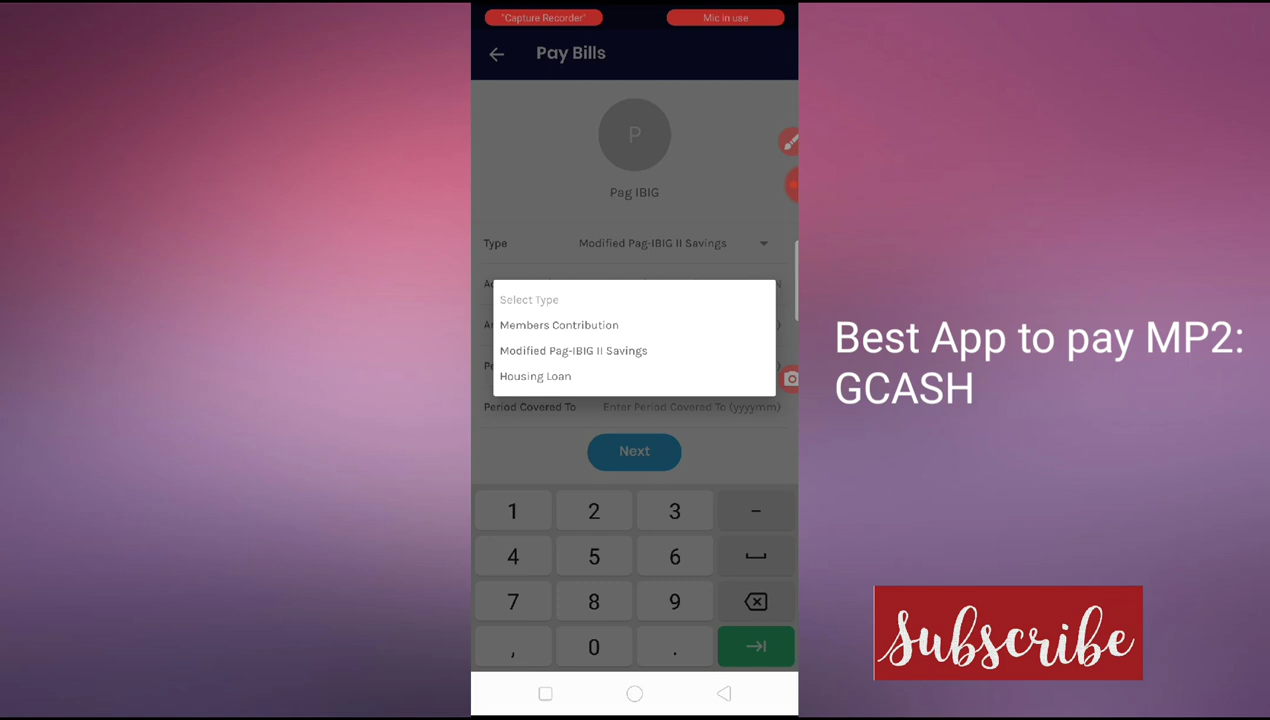 "Capture Recorder"
Mic in use
Pay Bills
P
Pag IBIG
Type
Modified Pag-IBIG II Savings
Select Type
Members Contribution
Modified Pag-IBIG II Savings
Housing Loan
Period Covered To
Enter Period Covered To (yyyymm)
Next
1 2 3 –
4 5 6
7 8 9
, 0 .
Best App to pay MP2:
GCASH
Subscribe